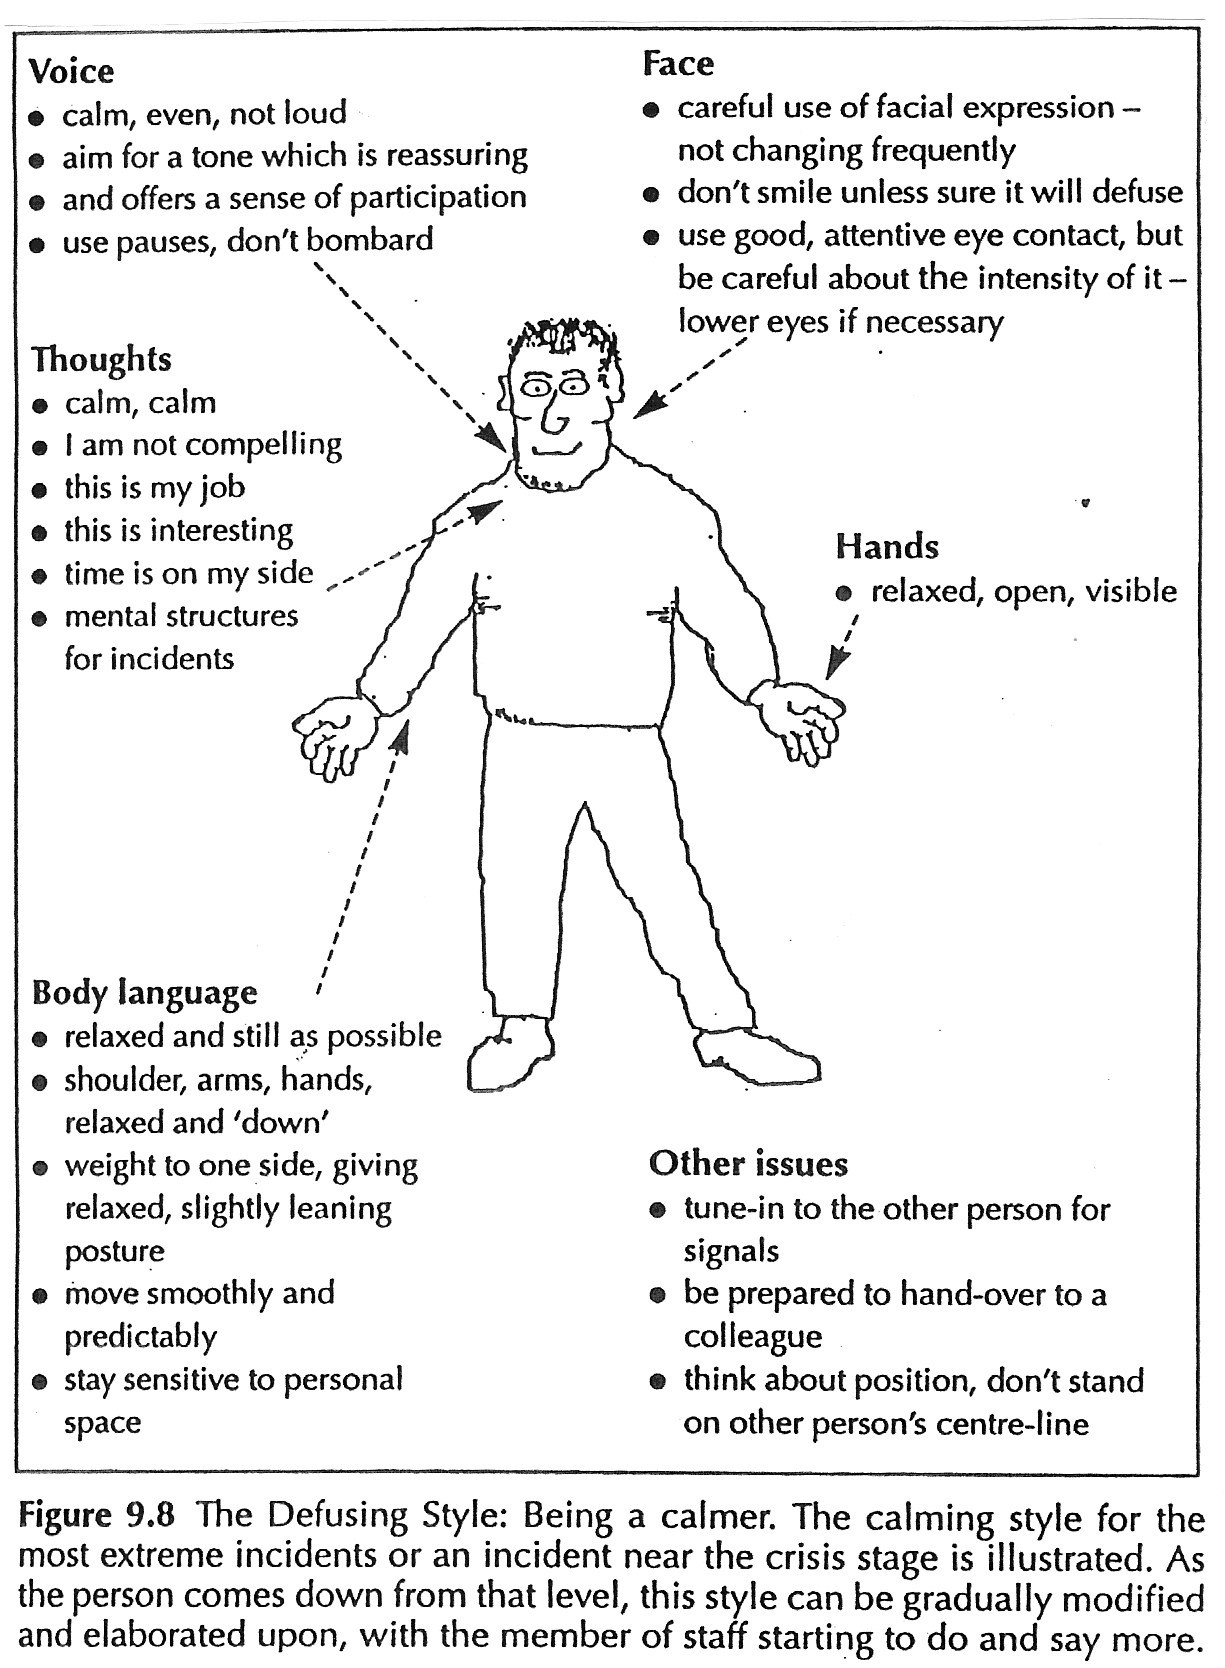 Voice
● calm, even, not loud
● aim for a tone which is reassuring
● and offers a sense of participation
● use pauses, don't bombard
Face
● careful use of facial expression –
not changing frequently
● don't smile unless sure it will defuse
● use good, attentive eye contact, but
be careful about the intensity of it –
lower eyes if necessary
Thoughts
● calm, calm
● I am not compelling
● this is my job
● this is interesting
● time is on my side
● mental structures
for incidents
Hands
● relaxed, open, visible
Body language
● relaxed and still as possible
● shoulder, arms, hands,
relaxed and 'down'
● weight to one side, giving
relaxed, slightly leaning
posture
● move smoothly and
predictably
● stay sensitive to personal
space
Other issues
● tune-in to the other person for
signals
● be prepared to hand-over to a
colleague
● think about position, don't stand
on other person's centre-line
Figure 9.8 The Defusing Style: Being a calmer. The calming style for the
most extreme incidents or an incident near the crisis stage is illustrated. As
the person comes down from that level, this style can be gradually modified
and elaborated upon, with the member of staff starting to do and say more.